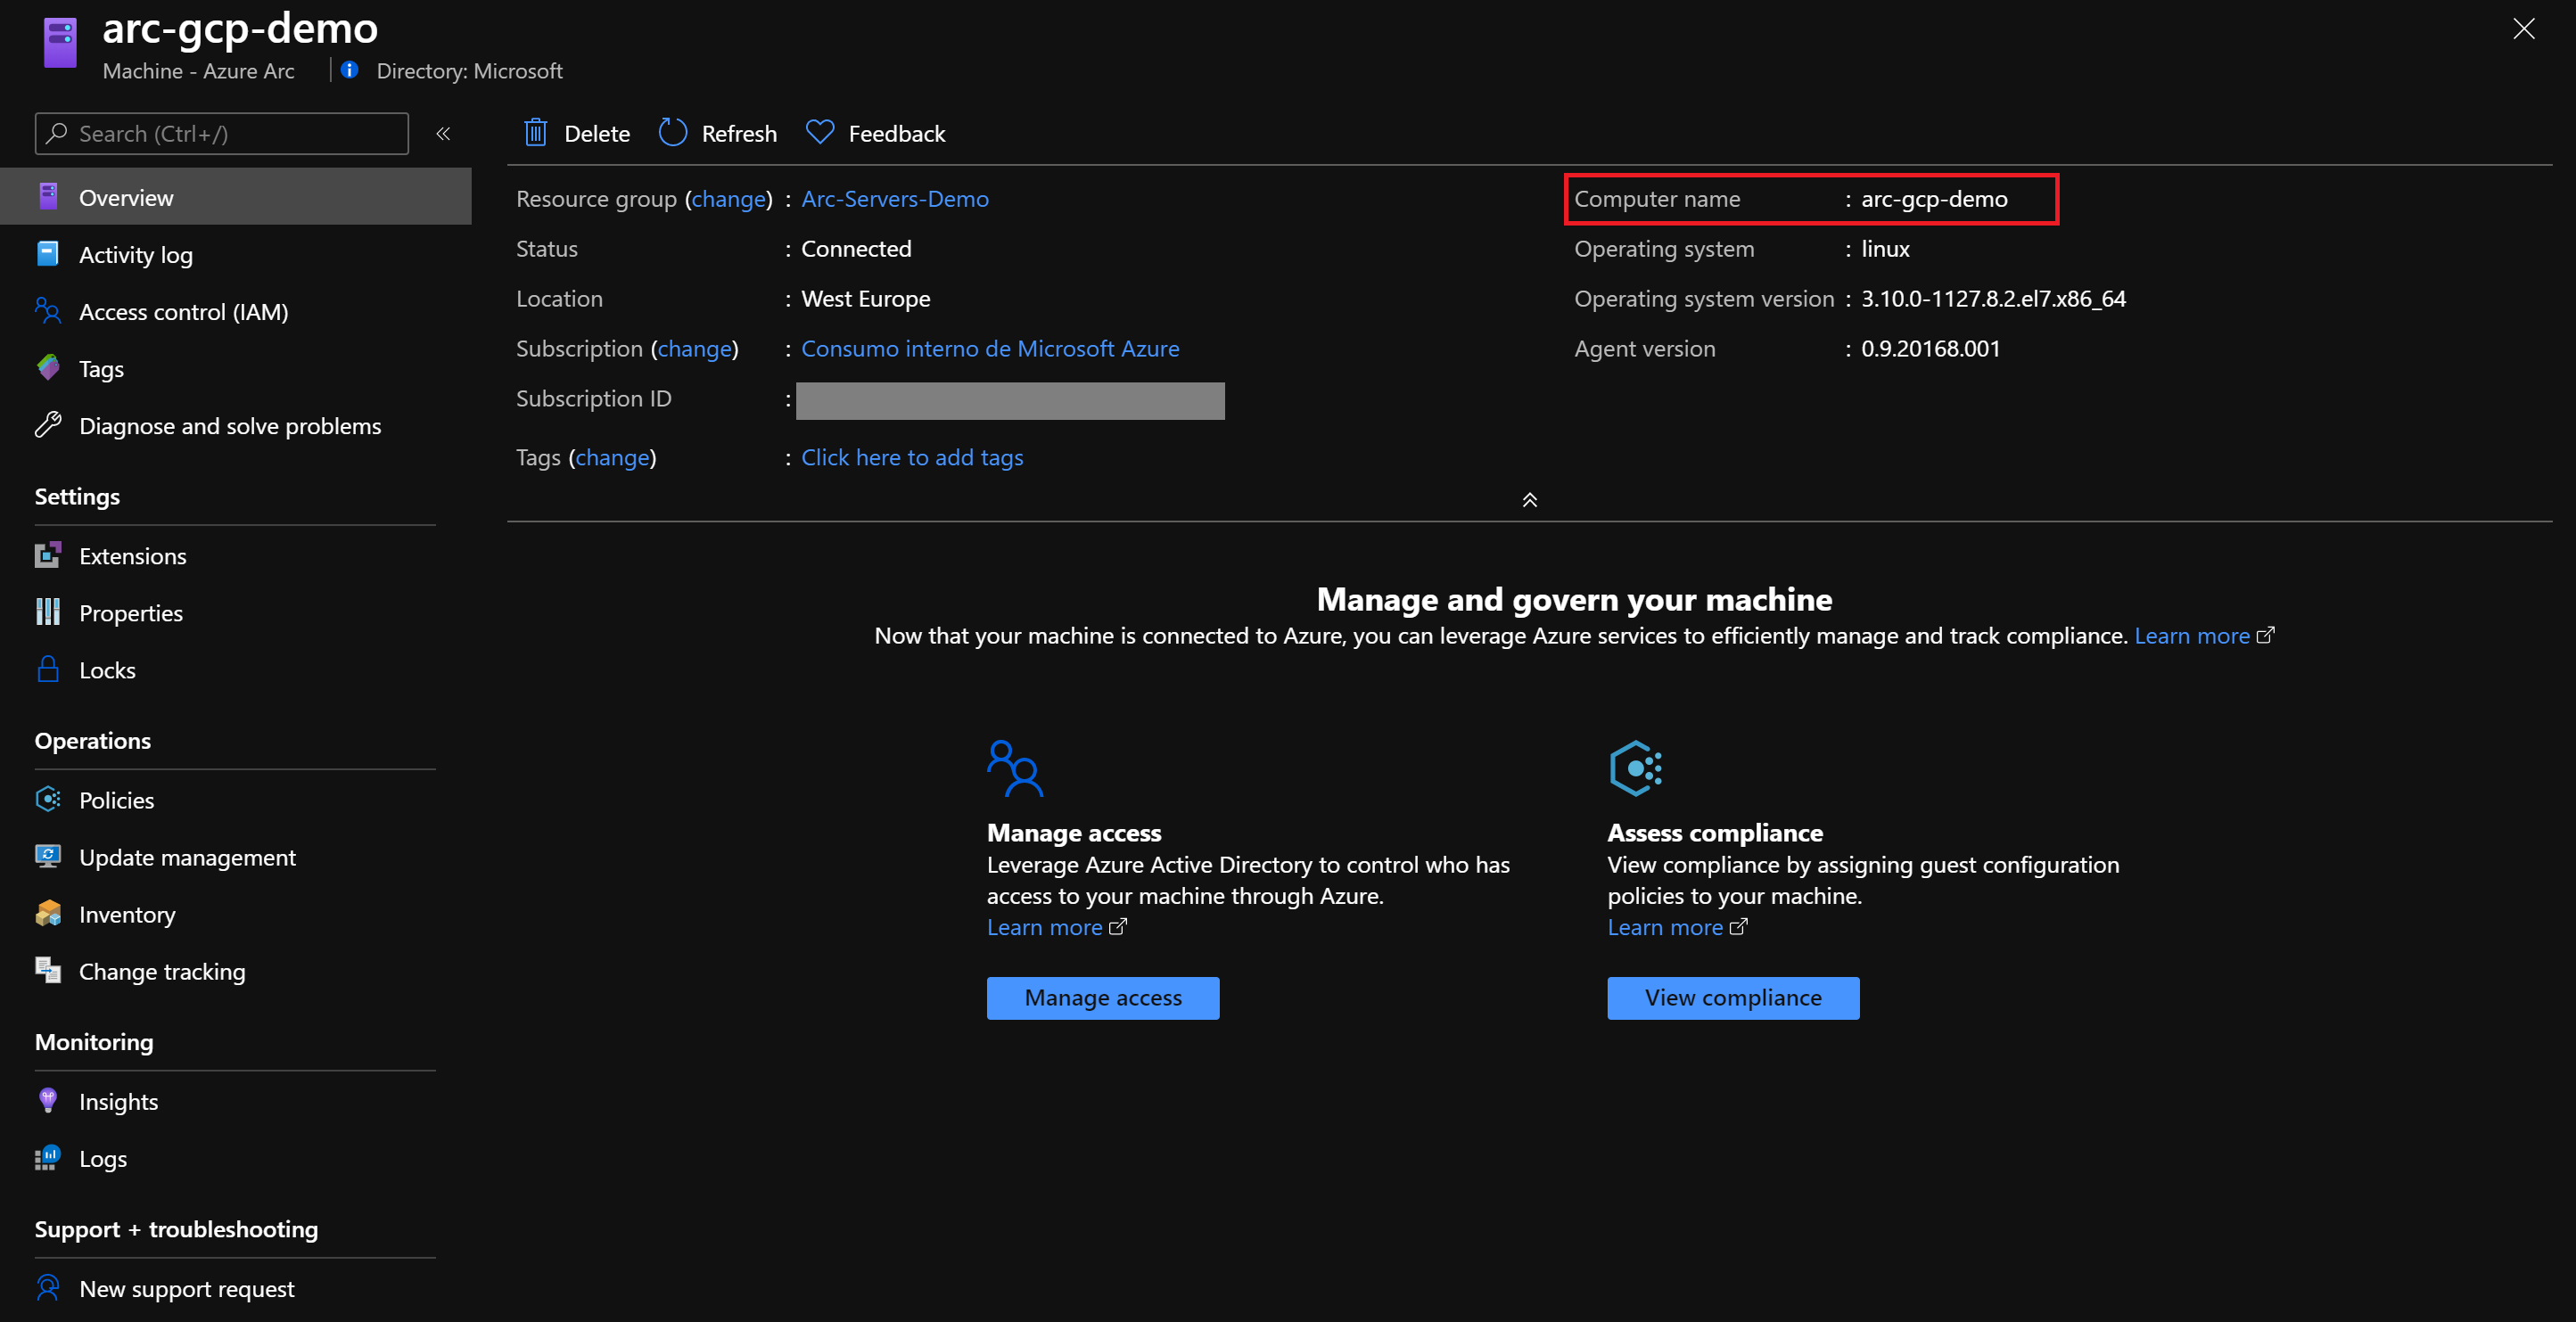 arc-gcp-demo
Machine - Azure Arc
Directory: Microsoft
Search (Ctrl+/)
«
Overview
Activity log
Access control (IAM)
Tags
Diagnose and solve problems
Settings
Extensions
Properties
Locks
Operations
Policies
Update management
Inventory
Change tracking
Monitoring
Insights
Logs
Support + troubleshooting
New support request
Delete Refresh Feedback
Resource group (change) : Arc-Servers-Demo
Status : Connected
Location : West Europe
Subscription (change) : Consumo interno de Microsoft Azure
Subscription ID :
Tags (change) : Click here to add tags
Computer name : arc-gcp-demo
Operating system : linux
Operating system version : 3.10.0-1127.8.2.el7.x86_64
Agent version : 0.9.20168.001
Manage and govern your machine
Now that your machine is connected to Azure, you can leverage Azure services to efficiently manage and track compliance. Learn more
Manage access
Leverage Azure Active Directory to control who has
access to your machine through Azure.
Learn more
Manage access
Assess compliance
View compliance by assigning guest configuration
policies to your machine.
Learn more
View compliance